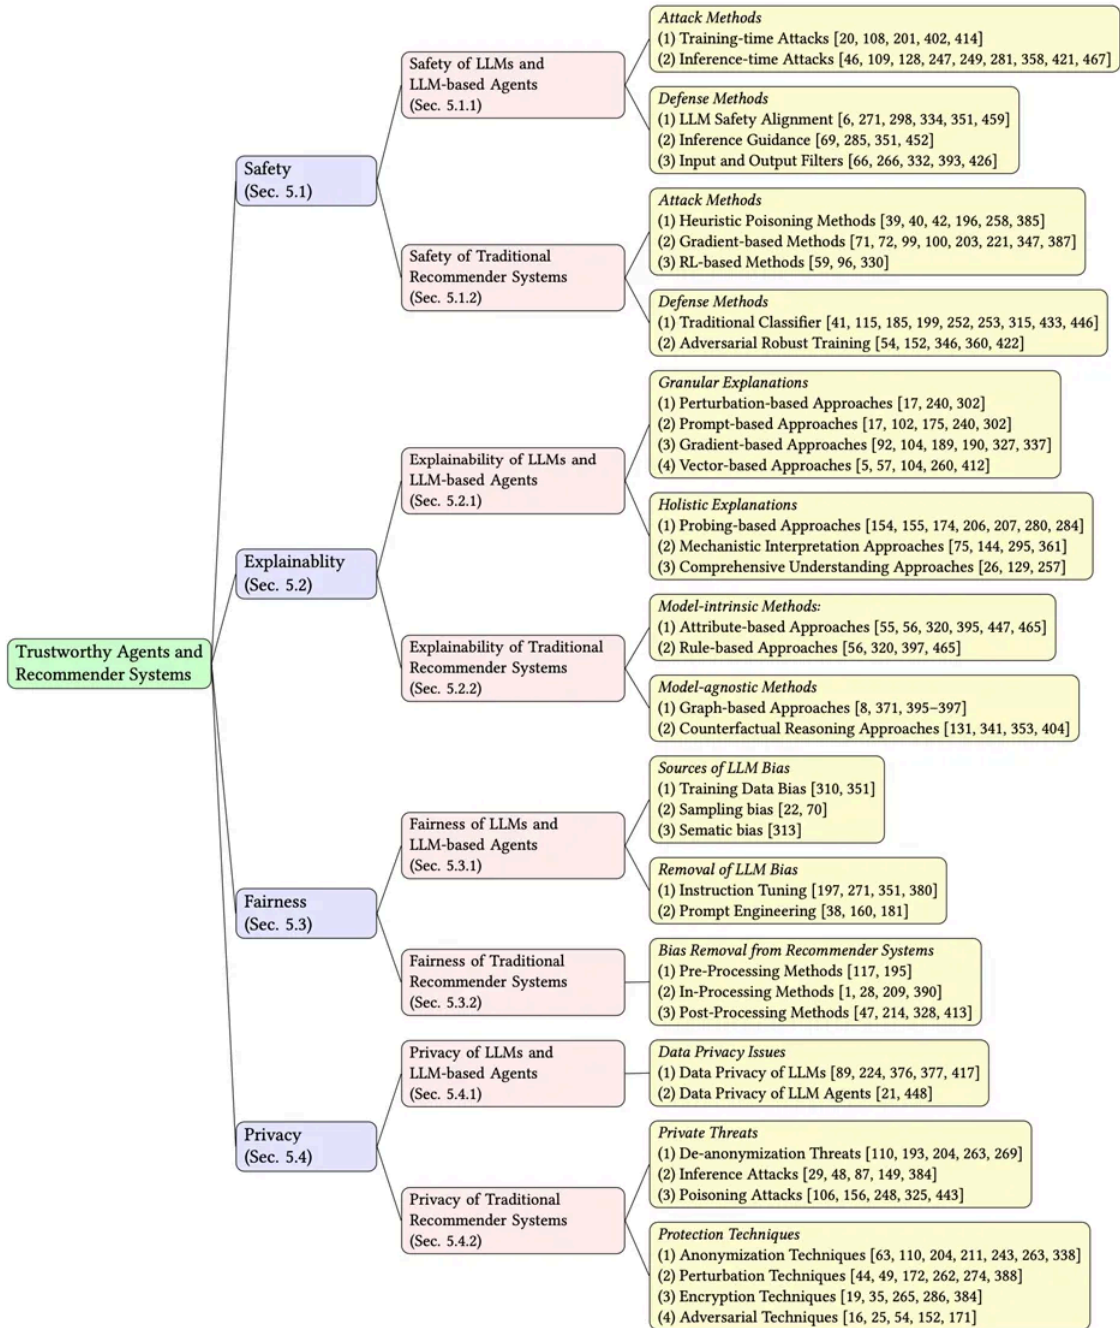 Trustworthy Agents and
Recommender Systems
Safety
(Sec. 5.1)
Safety of LLMs and
LLM-based Agents
(Sec. 5.1.1)
Attack Methods
(1) Training-time Attacks [20, 108, 201, 402, 414]
(2) Inference-time Attacks [46, 109, 128, 247, 249, 281, 358, 421, 467]
Defense Methods
(1) LLM Safety Alignment [6, 271, 298, 334, 351, 459]
(2) Inference Guidance [69, 285, 351, 452]
(3) Input and Output Filters [66, 266, 332, 393, 426]
Safety of Traditional
Recommender Systems
(Sec. 5.1.2)
Attack Methods
(1) Heuristic Poisoning Methods [39, 40, 42, 196, 258, 385]
(2) Gradient-based Methods [71, 72, 99, 100, 203, 221, 347, 387]
(3) RL-based Methods [59, 96, 330]
Defense Methods
(1) Traditional Classifier [41, 115, 185, 199, 252, 253, 315, 433, 446]
(2) Adversarial Robust Training [54, 152, 346, 360, 422]
Explainablity
(Sec. 5.2)
Explainability of LLMs and
LLM-based Agents
(Sec. 5.2.1)
Granular Explanations
(1) Perturbation-based Approaches [17, 240, 302]
(2) Prompt-based Approaches [17, 102, 175, 240, 302]
(3) Gradient-based Approaches [92, 104, 189, 190, 327, 337]
(4) Vector-based Approaches [5, 57, 104, 260, 412]
Holistic Explanations
(1) Probing-based Approaches [154, 155, 174, 206, 207, 280, 284]
(2) Mechanistic Interpretation Approaches [75, 144, 295, 361]
(3) Comprehensive Understanding Approaches [26, 129, 257]
Explainability of Traditional
Recommender Systems
(Sec. 5.2.2)
Model-intrinsic Methods:
(1) Attribute-based Approaches [55, 56, 320, 395, 447, 465]
(2) Rule-based Approaches [56, 320, 397, 465]
Model-agnostic Methods
(1) Graph-based Approaches [8, 371, 395–397]
(2) Counterfactual Reasoning Approaches [131, 341, 353, 404]
Fairness
(Sec. 5.3)
Fairness of LLMs and
LLM-based Agents
(Sec. 5.3.1)
Sources of LLM Bias
(1) Training Data Bias [310, 351]
(2) Sampling bias [22, 70]
(3) Sematic bias [313]
Removal of LLM Bias
(1) Instruction Tuning [197, 271, 351, 380]
(2) Prompt Engineering [38, 160, 181]
Fairness of Traditional
Recommender Systems
(Sec. 5.3.2)
Bias Removal from Recommender Systems
(1) Pre-Processing Methods [117, 195]
(2) In-Processing Methods [1, 28, 209, 390]
(3) Post-Processing Methods [47, 214, 328, 413]
Privacy
(Sec. 5.4)
Privacy of LLMs and
LLM-based Agents
(Sec. 5.4.1)
Data Privacy Issues
(1) Data Privacy of LLMs [89, 224, 376, 377, 417]
(2) Data Privacy of LLM Agents [21, 448]
Privacy of Traditional
Recommender Systems
(Sec. 5.4.2)
Private Threats
(1) De-anonymization Threats [110, 193, 204, 263, 269]
(2) Inference Attacks [29, 48, 87, 149, 384]
(3) Poisoning Attacks [106, 156, 248, 325, 443]
Protection Techniques
(1) Anonymization Techniques [63, 110, 204, 211, 243, 263, 338]
(2) Perturbation Techniques [44, 49, 172, 262, 274, 388]
(3) Encryption Techniques [19, 35, 265, 286, 384]
(4) Adversarial Techniques [16, 25, 54, 152, 171]